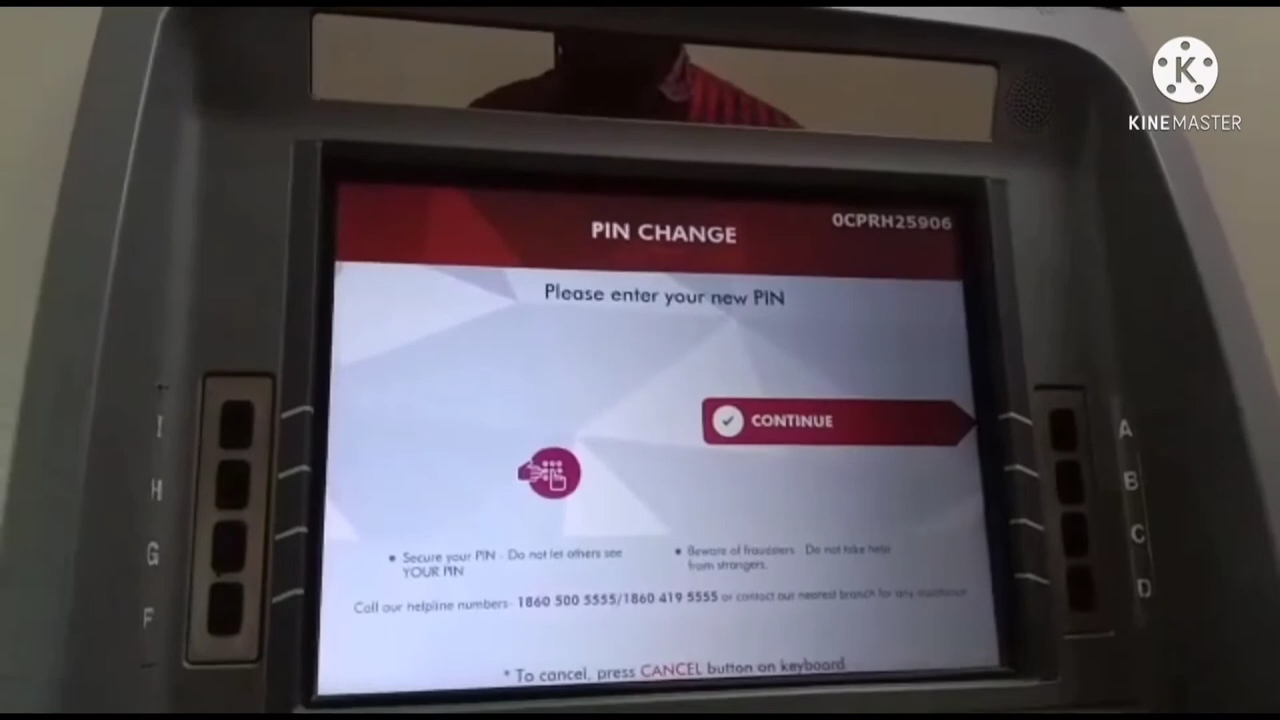 K
KINEMASTER
PIN CHANGE
0CPRH25906
Please enter your new PIN
CONTINUE
I
H
G
F
A
B
C
D
• Secure your PIN - Do not let others see
YOUR PIN
• Beware of fraudsters - Do not take help
from strangers.
Call our helpline numbers- 1860 500 5555/1860 419 5555 or contact our nearest branch for any assistance
* To cancel, press CANCEL button on keyboard